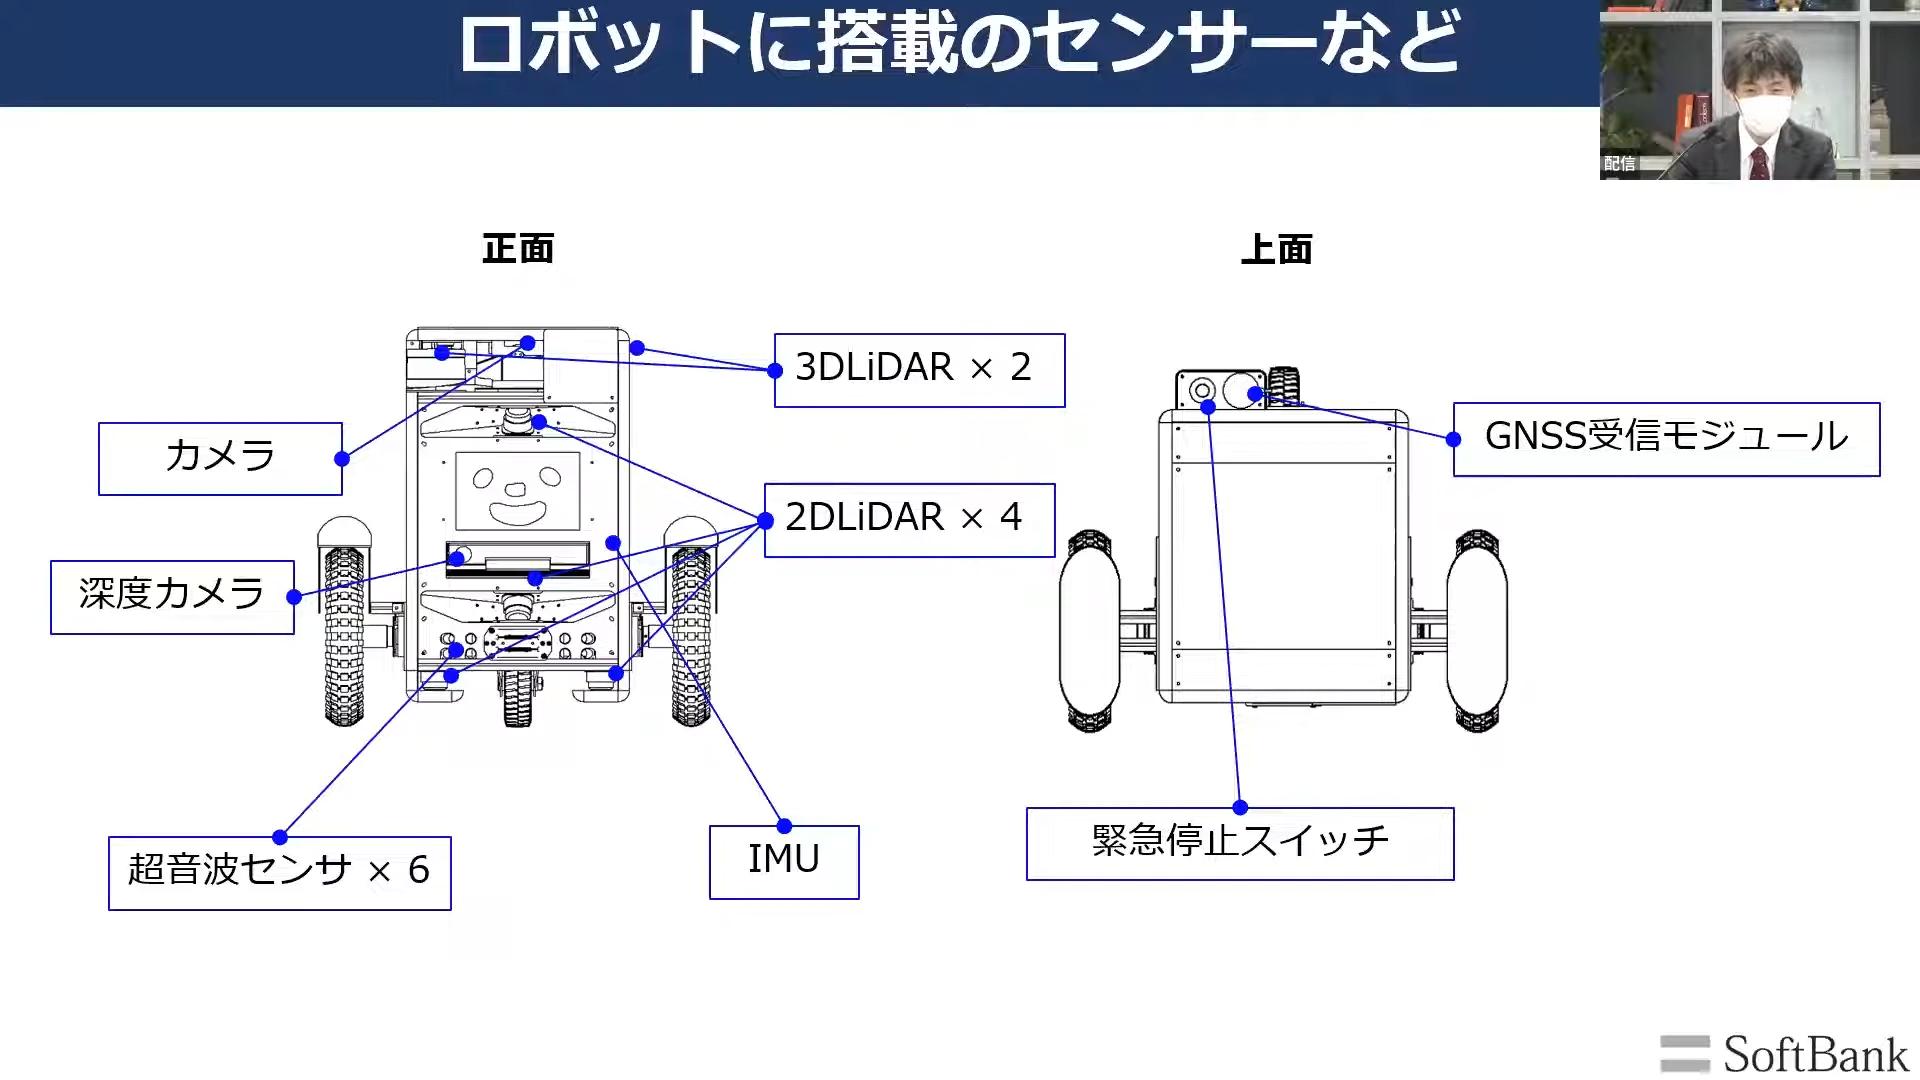 ロボットに搭載のセンサーなど
配信
正面
上面
3DLiDAR × 2
カメラ
GNSS受信モジュール
2DLiDAR × 4
深度カメラ
超音波センサ × 6
IMU
緊急停止スイッチ
SoftBank